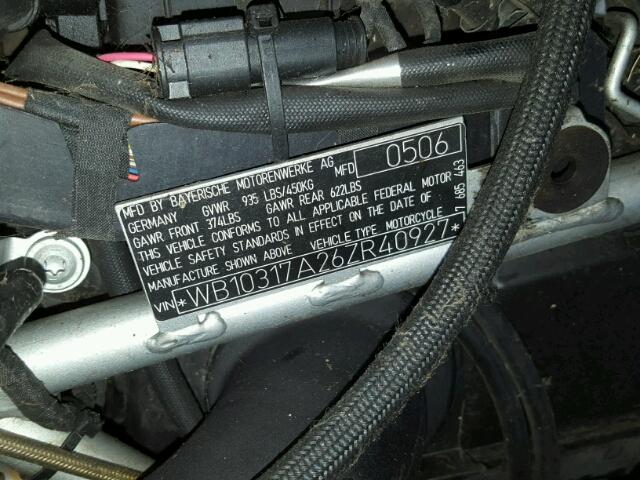 MFD BY BAYERISCHE MOTORENWERKE AG MFD 0506
GERMANY GVWR 935 LBS/450KG
GAWR FRONT 374LBS GAWR REAR 622LBS
THIS VEHICLE CONFORMS TO ALL APPLICABLE FEDERAL MOTOR
VEHICLE SAFETY STANDARDS IN EFFECT ON THE DATE OF
MANUFACTURE SHOWN ABOVE VEHICLE TYPE MOTORCYCLE
VIN *WB10317A26ZR40927*
7 685 463